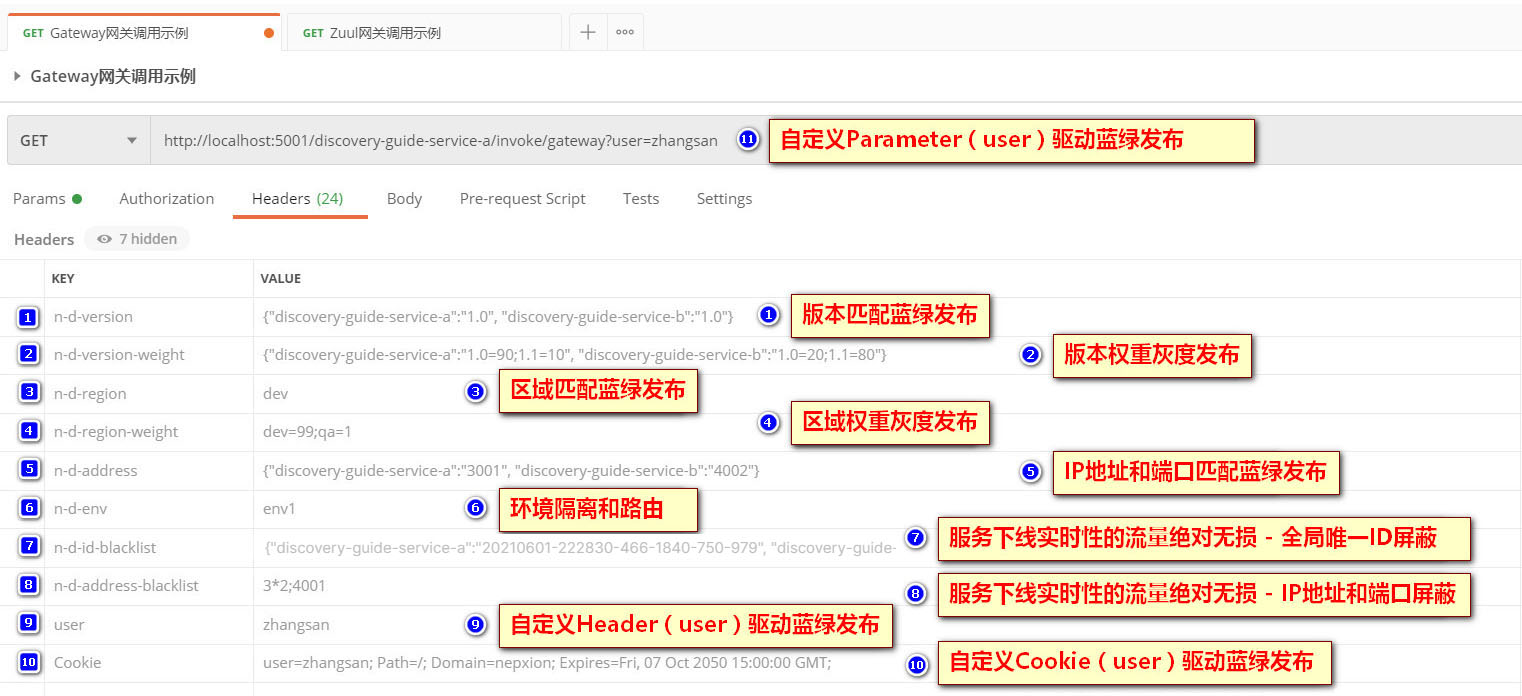 GET Gateway网关调用示例 GET Zuul网关调用示例
Gateway网关调用示例
GET http://localhost:5001/discovery-guide-service-a/invoke/gateway?user=zhangsan 11 自定义Parameter（user）驱动蓝绿发布
Params Authorization Headers (24) Body Pre-request Script Tests Settings
Headers 7 hidden
KEY VALUE
1 n-d-version {"discovery-guide-service-a":"1.0", "discovery-guide-service-b":"1.0"} 1 版本匹配蓝绿发布
2 n-d-version-weight {"discovery-guide-service-a":"1.0=90;1.1=10", "discovery-guide-service-b":"1.0=20;1.1=80"} 2 版本权重灰度发布
3 n-d-region dev 3 区域匹配蓝绿发布
4 n-d-region-weight dev=99;qa=1 4 区域权重灰度发布
5 n-d-address {"discovery-guide-service-a":"3001", "discovery-guide-service-b":"4002"} 5 IP地址和端口匹配蓝绿发布
6 n-d-env env1 6 环境隔离和路由
7 n-d-id-blacklist {"discovery-guide-service-a":"20210601-222830-466-1840-750-979", "discovery-guide- 7 服务下线实时性的流量绝对无损 - 全局唯一ID屏蔽
8 n-d-address-blacklist 3*2;4001 8 服务下线实时性的流量绝对无损 - IP地址和端口屏蔽
9 user zhangsan 9 自定义Header（user）驱动蓝绿发布
10 Cookie user=zhangsan; Path=/; Domain=nepxion; Expires=Fri, 07 Oct 2050 15:00:00 GMT; 10 自定义Cookie（user）驱动蓝绿发布